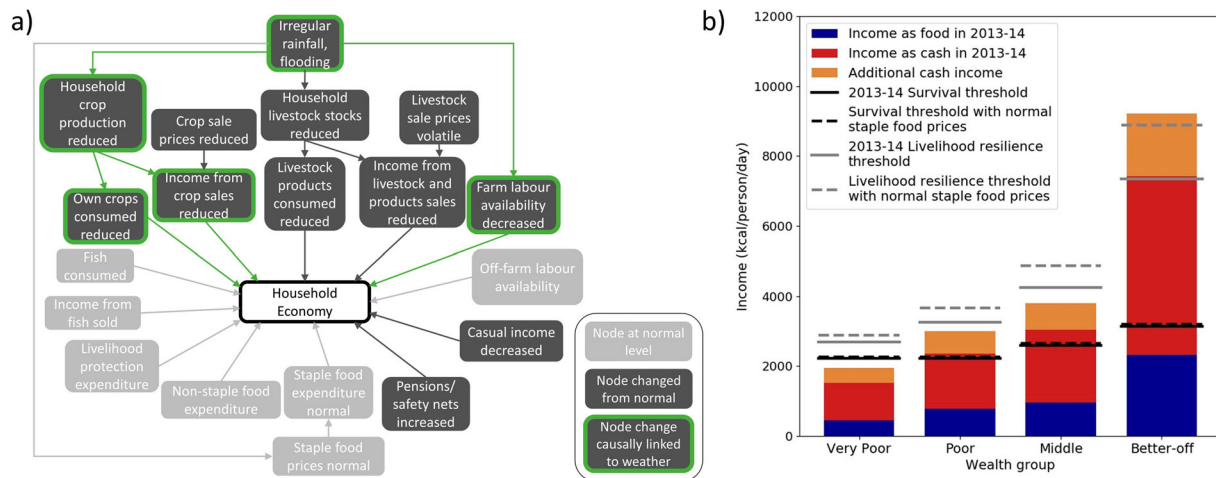 a)
Irregular
rainfall,
flooding
Household
crop
production
reduced
Crop sale
prices reduced
Household
livestock stocks
reduced
Livestock
sale prices
volatile
Own crops
consumed
reduced
Income from
crop sales
reduced
Livestock
products
consumed
reduced
Income from
livestock and
products sales
reduced
Farm labour
availability
decreased
Fish
consumed
Off-farm labour
availability
Household
Economy
Income from
fish sold
Casual income
decreased
Livelihood
protection
expenditure
Non-staple food
expenditure
Staple food
expenditure
normal
Pensions/
safety nets
increased
Staple food
prices normal
Node at normal
level
Node changed
from normal
Node change
causally linked
to weather
b)
12000
10000
8000
6000
4000
2000
0
Income (kcal/person/day)
Income as food in 2013-14
Income as cash in 2013-14
Additional cash income
2013-14 Survival threshold
Survival threshold with normal
staple food prices
2013-14 Livelihood resilience
threshold
Livelihood resilience threshold
with normal staple food prices
Very Poor Poor Middle Better-off
Wealth group